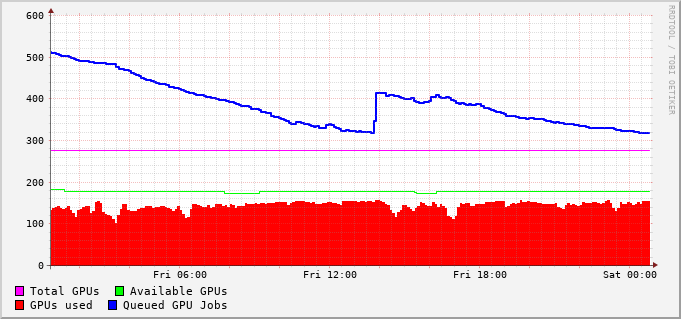 RRDTOOL / TOBI OETIKER
600
500
400
300
200
100
0
Fri 06:00 Fri 12:00 Fri 18:00 Sat 00:00
Total GPUs Available GPUs
GPUs used Queued GPU Jobs